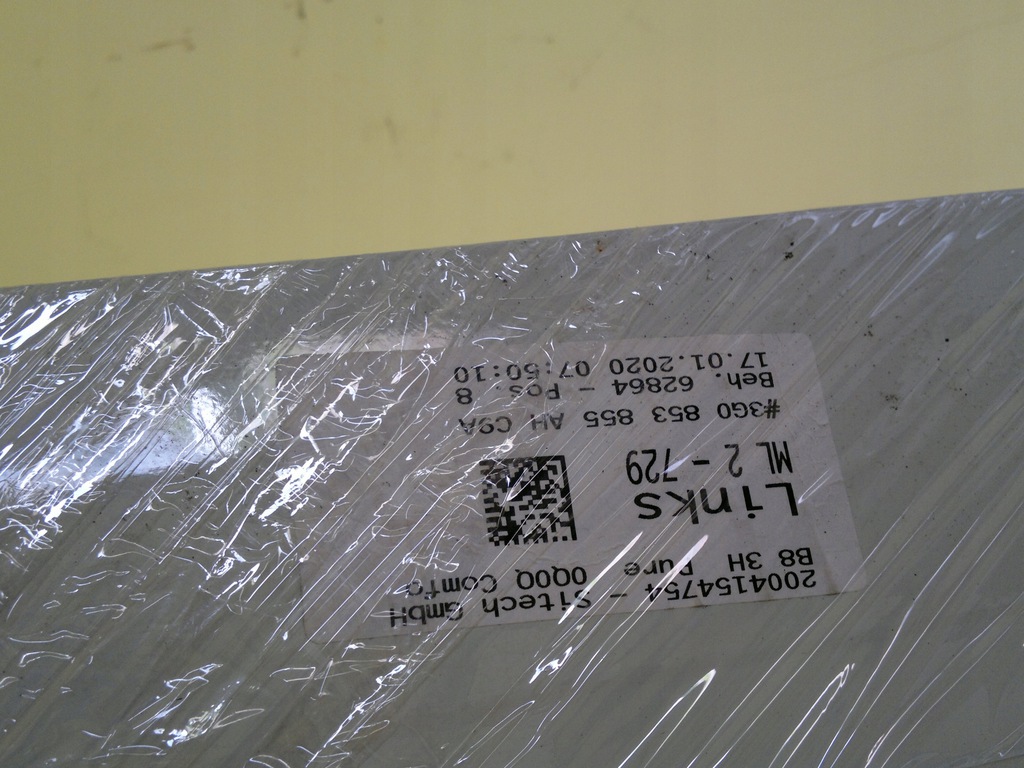 2004154754 - Sitech GmbH
B8 3H Pure 0Q0Q Comfo
Links
ML 2 - 729
#3G0 853 855 AH C9A
Beh. 62864 - Pos. 8
17.01.2020 07:50:10